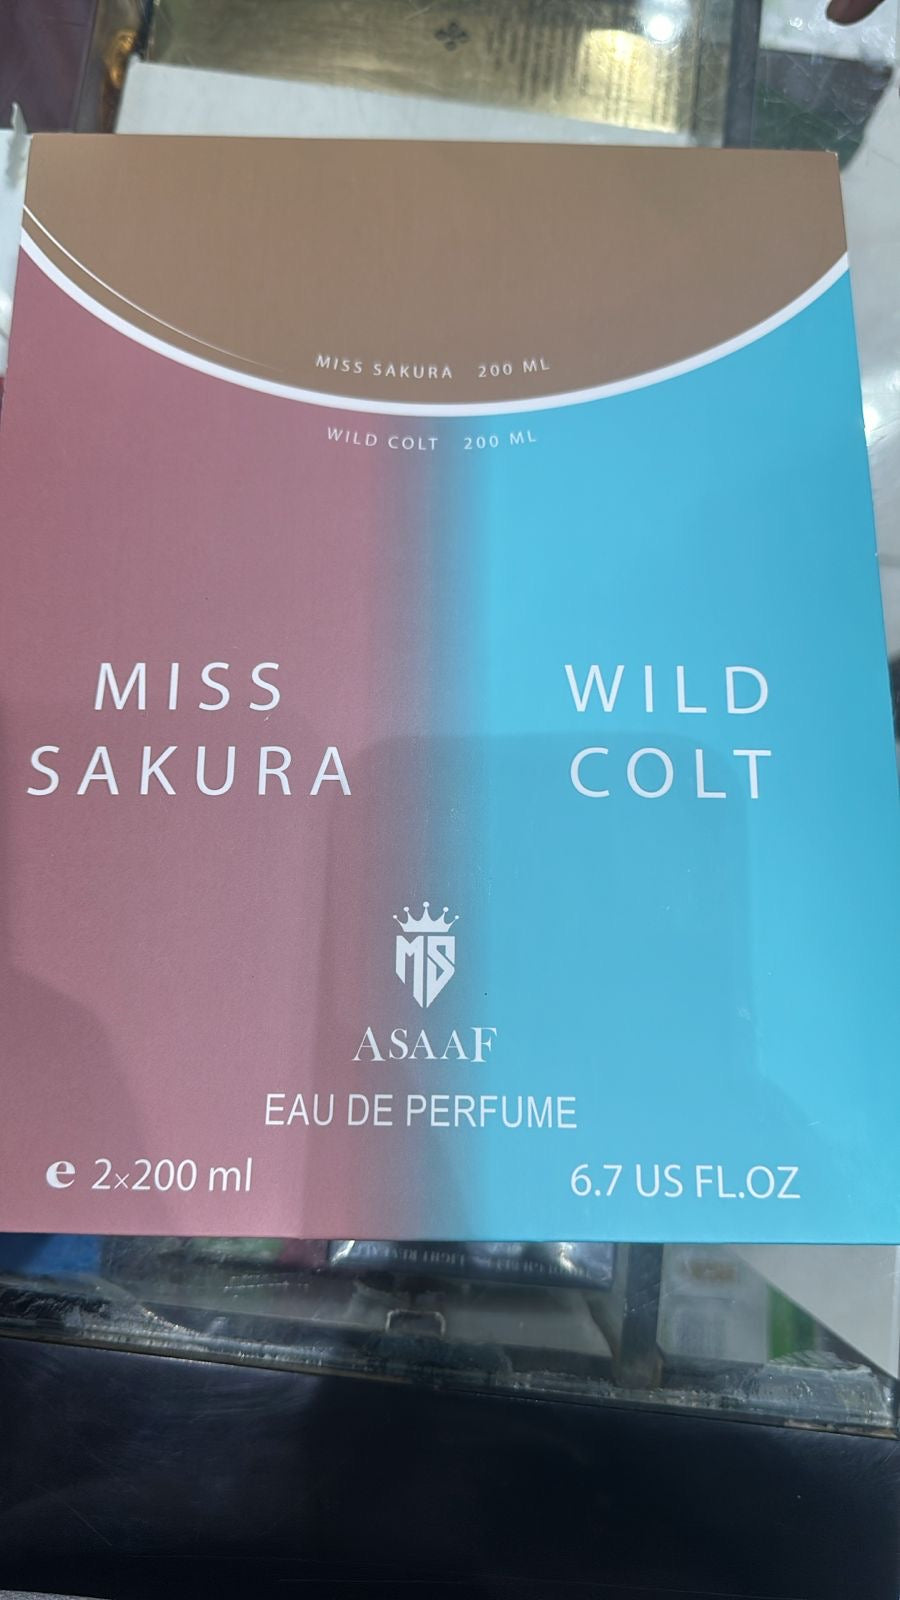 MISS SAKURA 200 ML
WILD COLT 200 ML
MISS
SAKURA
WILD
COLT
MS
ASAAF
EAU DE PERFUME
e 2×200 ml
6.7 US FL.OZ